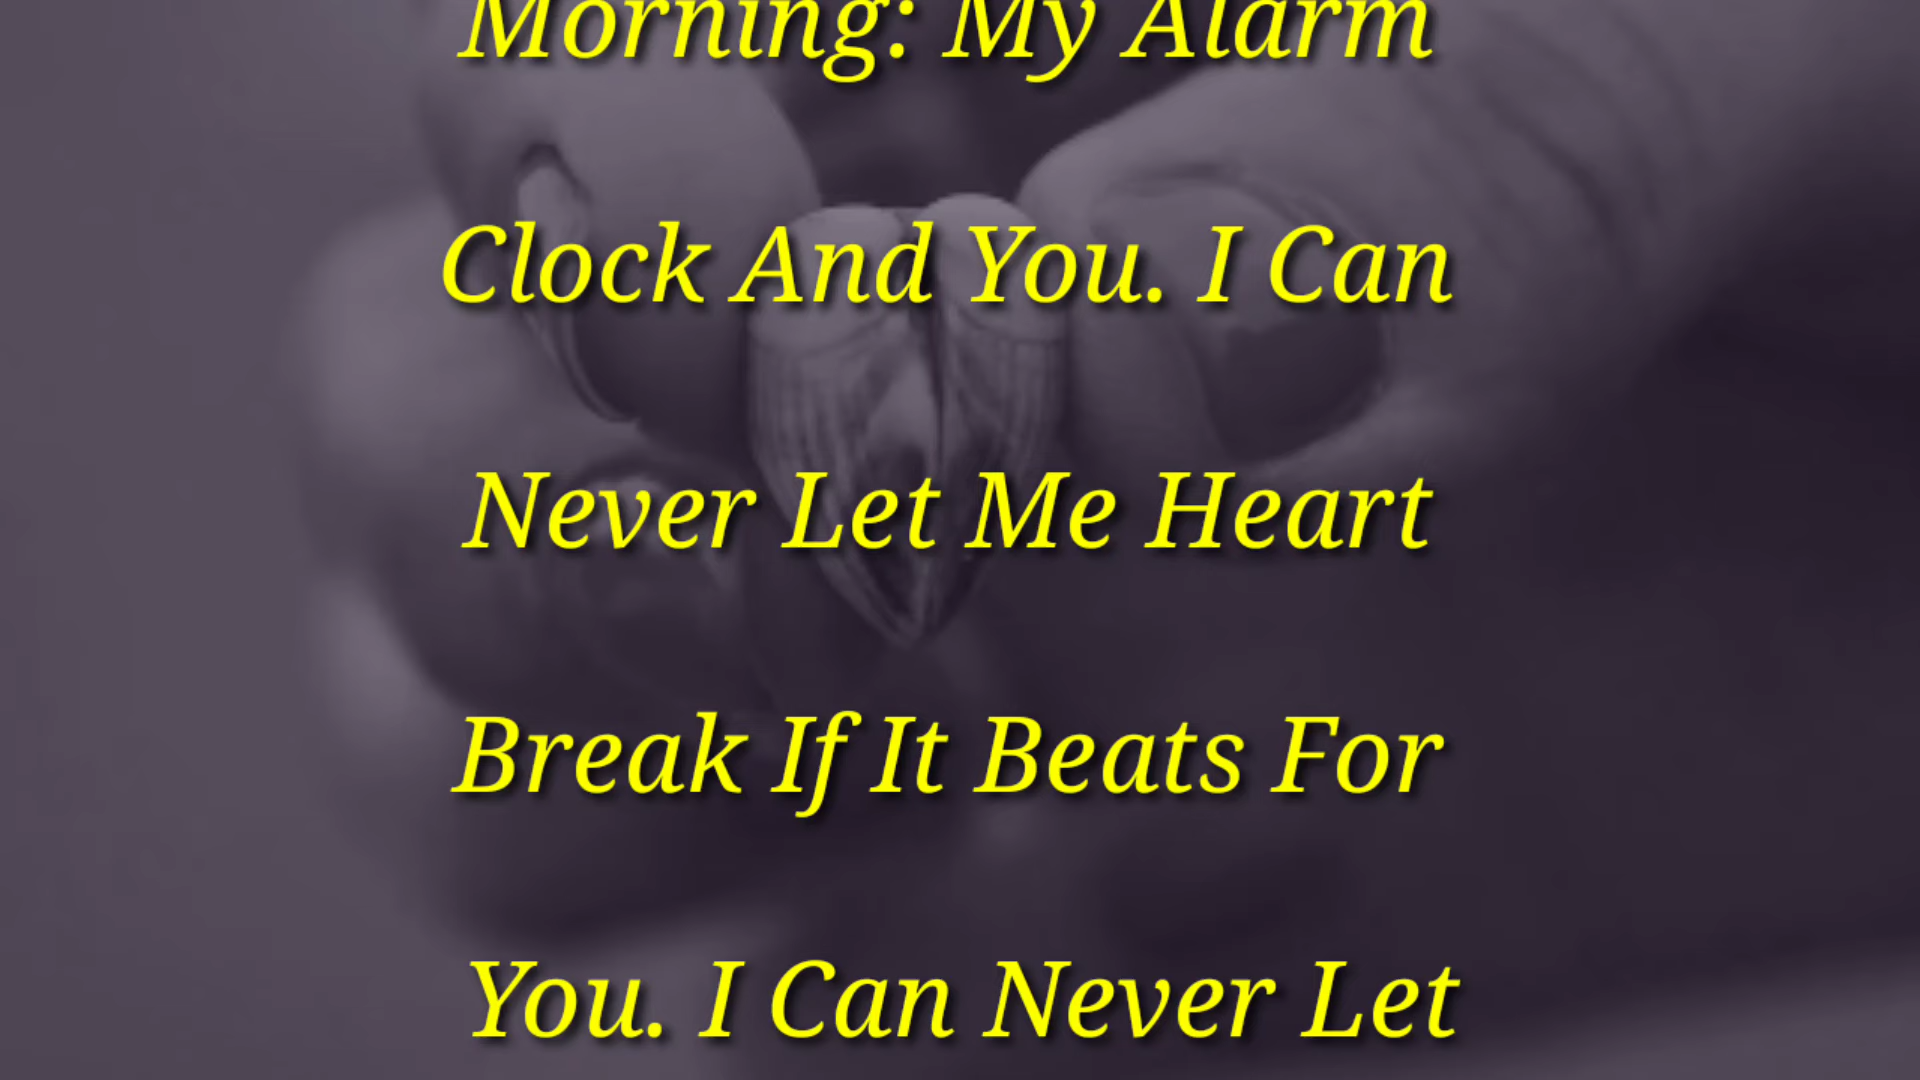 Morning: My Alarm
Clock And You. I Can
Never Let Me Heart
Break If It Beats For
You. I Can Never Let